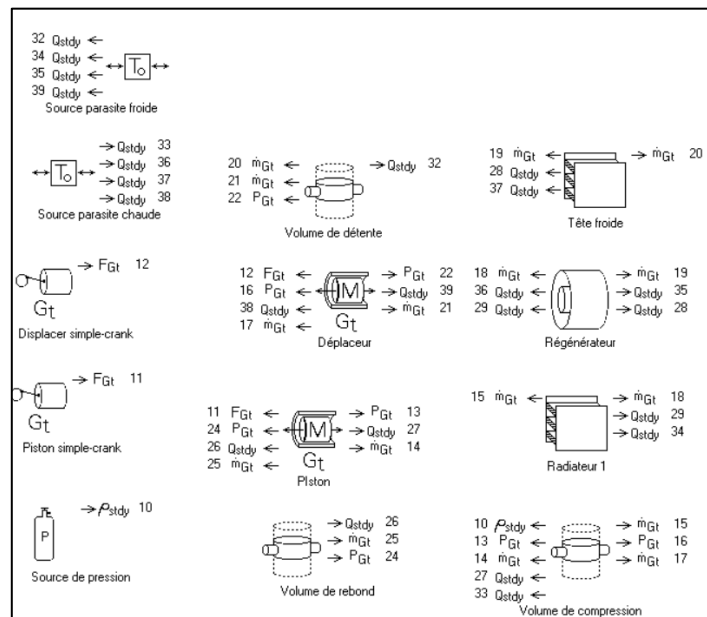 32 Qstdy
34 Qstdy
35 Qstdy
39 Qstdy
To
Source parasite froide
To
Qstdy 33
Qstdy 36
Qstdy 37
Qstdy 38
Source parasite chaude
20 ṁGt
21 ṁGt
22 PGt
Qstdy 32
Volume de détente
19 ṁGt
28 Qstdy
37 Qstdy
ṁGt 20
Tête froide
FGt 12
Gt
Displacer simple-crank
12 FGt
16 PGt
38 Qstdy
17 ṁGt
M
Gt
PGt 22
Qstdy 39
ṁGt 21
Déplaceur
18 ṁGt
36 Qstdy
29 Qstdy
ṁGt 19
Qstdy 35
Qstdy 28
Régénérateur
FGt 11
Gt
Piston simple-crank
11 FGt
24 PGt
26 Qstdy
25 ṁGt
M
Gt
PGt 13
Qstdy 27
ṁGt 14
PIston
15 ṁGt
ṁGt 18
Qstdy 29
Qstdy 34
Radiateur 1
P
ρstdy 10
Source de pression
Qstdy 26
ṁGt 25
PGt 24
Volume de rebond
10 ρstdy
13 PGt
14 ṁGt
27 Qstdy
33 Qstdy
ṁGt 15
PGt 16
ṁGt 17
Volume de compression